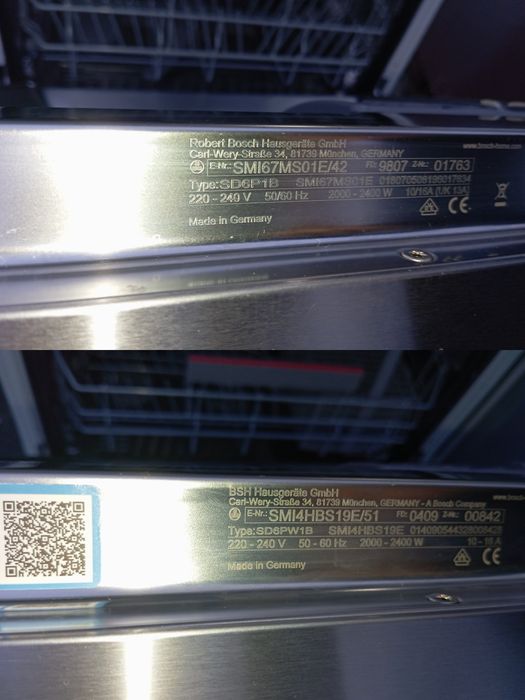 Robert Bosch Hausgeräte GmbH
Carl-Wery-Straße 34, 81739 München, GERMANY
www.bosch-home.com
E-Nr.: SMI67MS01E/42 FD: 9807 Z-Nr.: 01763
Type: SD6P1B SMI67MS01E
220 - 240 V 50/60 Hz 2000 - 2400 W 10/16A (UK 13A)
CE
Made in Germany
BSH Hausgeräte GmbH
Carl-Wery-Straße 34, 81739 München, GERMANY - A Bosch Company
E-Nr.: SMI4HBS19E/51 FD: 0409 Z-Nr.: 00842
Type: SD6PW1B SMI4HBS19E
220 - 240 V 50 - 60 Hz 2000 - 2400 W 10 - 16 A
CE
Made in Germany